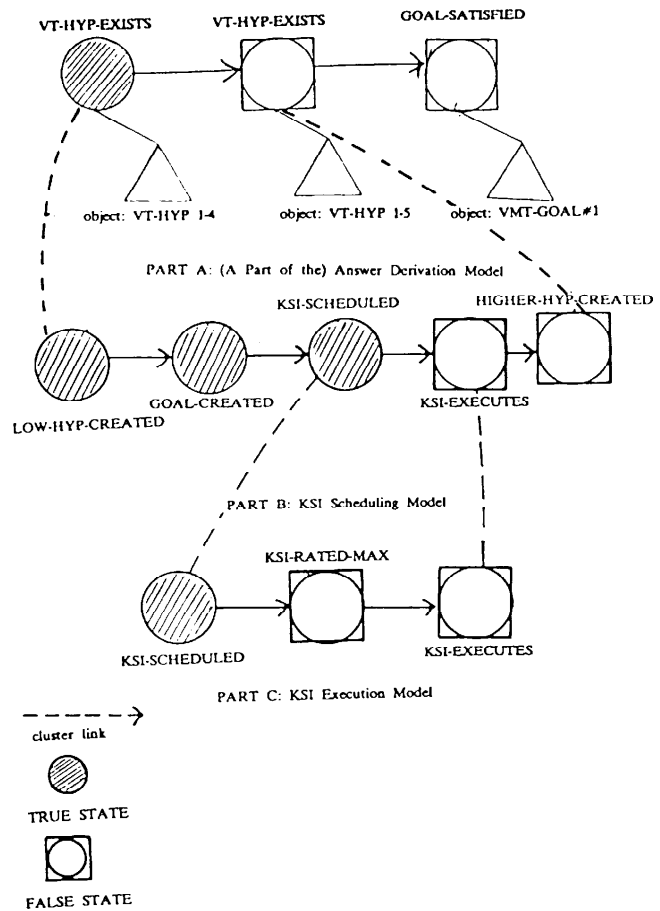 VT-HYP-EXISTS
VT-HYP-EXISTS
GOAL-SATISFIED
object: VT-HYP 1-4
object: VT-HYP 1-5
object: VMT-GOAL#1
PART A: (A Part of the) Answer Derivation Model
KSI-SCHEDULED
HIGHER-HYP-CREATED
LOW-HYP-CREATED
GOAL-CREATED
KSI-EXECUTES
PART B: KSI Scheduling Model
KSI-RATED-MAX
KSI-SCHEDULED
KSI-EXECUTES
PART C: KSI Execution Model
cluster link
TRUE STATE
FALSE STATE